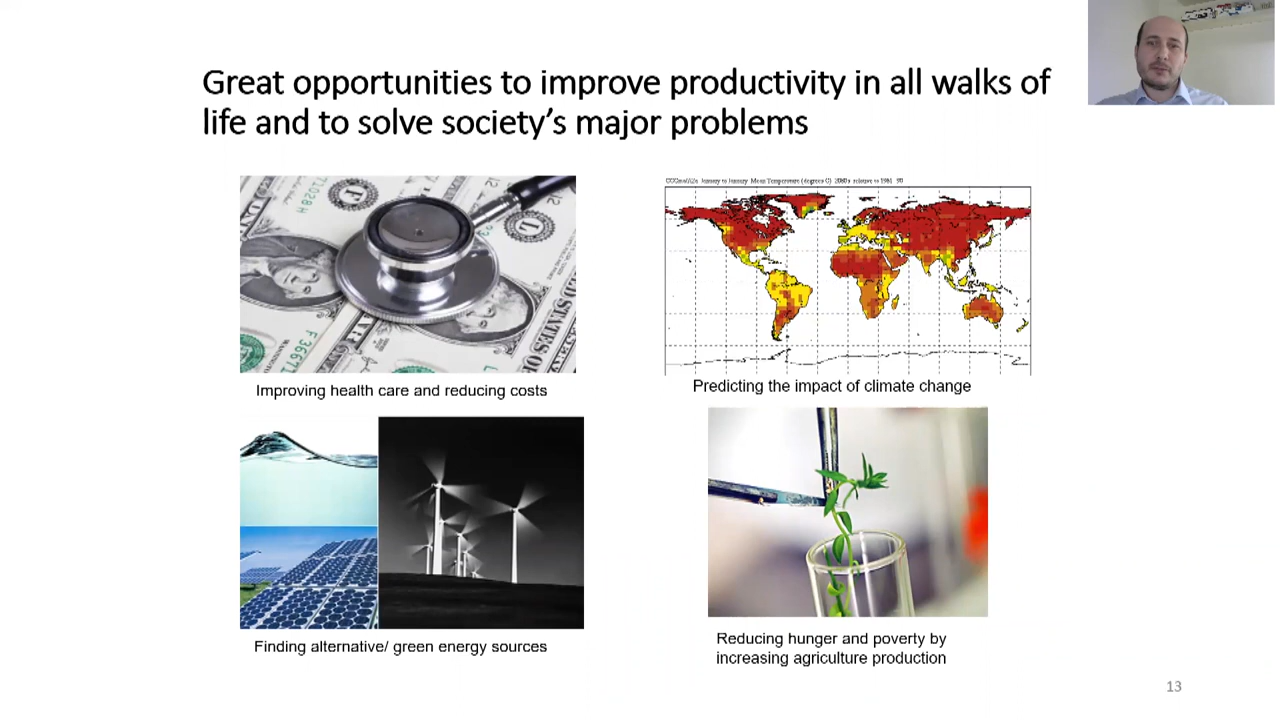 Great opportunities to improve productivity in all walks of
life and to solve society's major problems
Improving health care and reducing costs
Predicting the impact of climate change
Finding alternative/ green energy sources
Reducing hunger and poverty by
increasing agriculture production
13